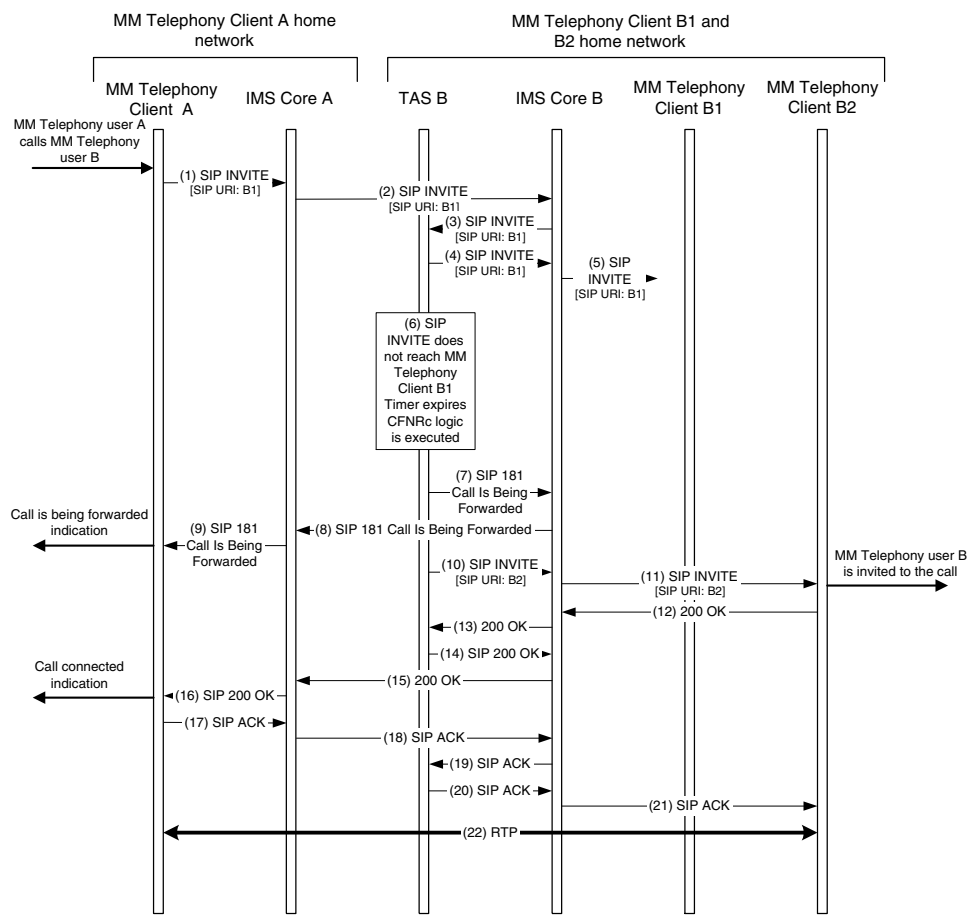 MM Telephony Client A home
network
MM Telephony Client B1 and
B2 home network
MM Telephony
Client A
IMS Core A
TAS B
IMS Core B
MM Telephony
Client B1
MM Telephony
Client B2
MM Telephony user A
calls MM Telephony
user B
(1) SIP INVITE
[SIP URI: B1]
(2) SIP INVITE
[SIP URI: B1]
(3) SIP INVITE
[SIP URI: B1]
(4) SIP INVITE
[SIP URI: B1]
(5) SIP
INVITE
[SIP URI: B1]
(6) SIP
INVITE does
not reach MM
Telephony
Client B1
Timer expires
CFNRc logic
is executed
(7) SIP 181
Call Is Being
Forwarded
(8) SIP 181 Call Is Being Forwarded
Call is being forwarded
indication
(9) SIP 181
Call Is Being
Forwarded
(10) SIP INVITE
[SIP URI: B2]
(11) SIP INVITE
[SIP URI: B2]
MM Telephony user B
is invited to the call
(12) 200 OK
(13) 200 OK
(14) SIP 200 OK
(15) 200 OK
Call connected
indication
(16) SIP 200 OK
(17) SIP ACK
(18) SIP ACK
(19) SIP ACK
(20) SIP ACK
(21) SIP ACK
(22) RTP